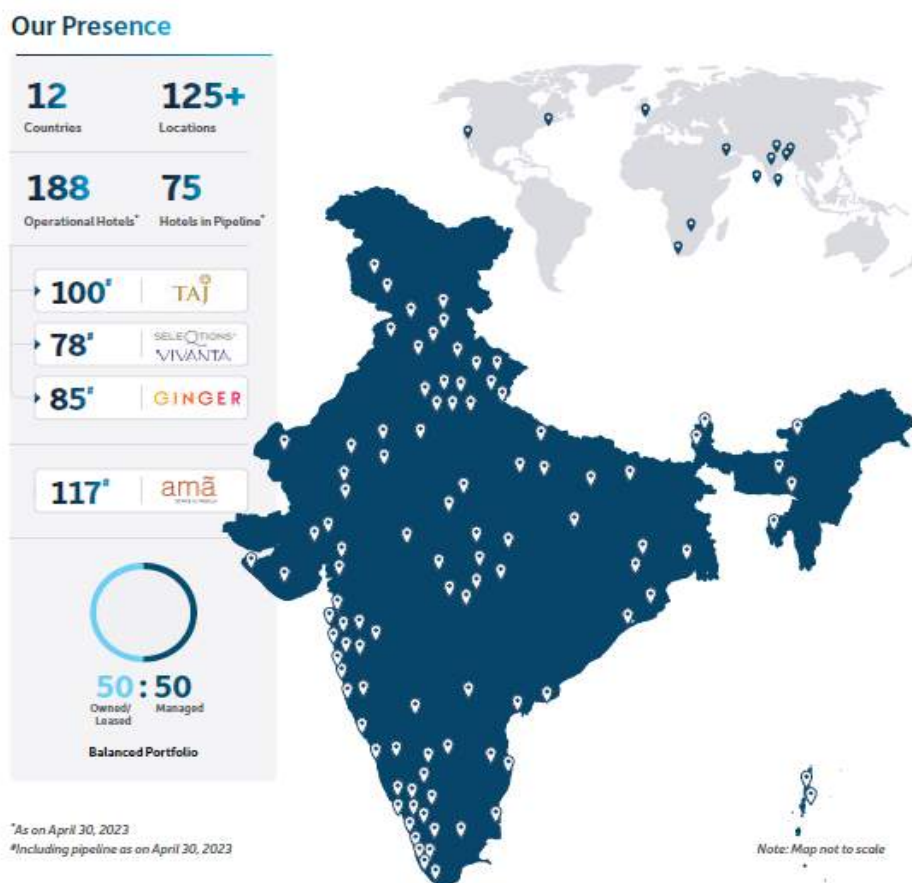 Our Presence
12
Countries
125+
Locations
188
Operational Hotels*
75
Hotels in Pipeline*
100#
TAJ
78#
SELEQTIONS
VIVANTA
85#
GINGER
117#
amã
50 : 50
Owned/
Leased
Managed
Balanced Portfolio
*As on April 30, 2023
#Including pipeline as on April 30, 2023
Note: Map not to scale